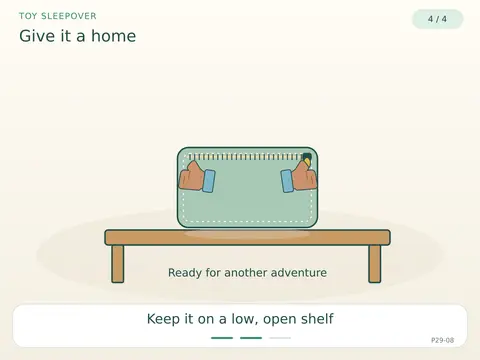 TOY SLEEPOVER
4 / 4
Give it a home
Ready for another adventure
Keep it on a low, open shelf
P29-08